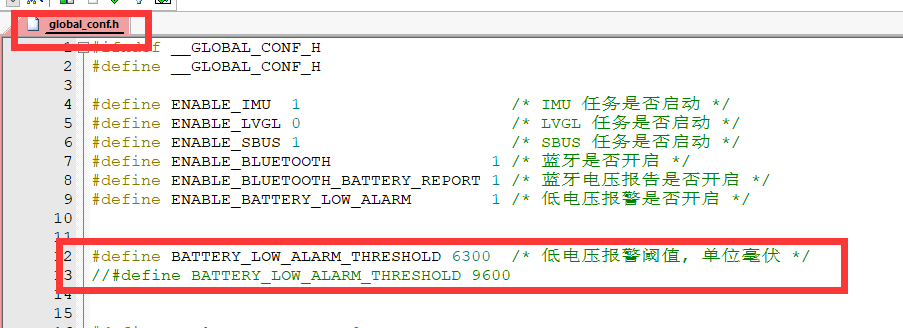 global_conf.h
1 #ifndef __GLOBAL_CONF_H
2 #define __GLOBAL_CONF_H
3
4 #define ENABLE_IMU 1 /* IMU 任务是否启动 */
5 #define ENABLE_LVGL 0 /* LVGL 任务是否启动 */
6 #define ENABLE_SBUS 1 /* SBUS 任务是否启动 */
7 #define ENABLE_BLUETOOTH 1 /* 蓝牙是否开启 */
8 #define ENABLE_BLUETOOTH_BATTERY_REPORT 1 /* 蓝牙电压报告是否开启 */
9 #define ENABLE_BATTERY_LOW_ALARM 1 /* 低电压报警是否开启 */
10
11
12 #define BATTERY_LOW_ALARM_THRESHOLD 6300 /* 低电压报警阈值, 单位毫伏 */
13 //#define BATTERY_LOW_ALARM_THRESHOLD 9600
14
15